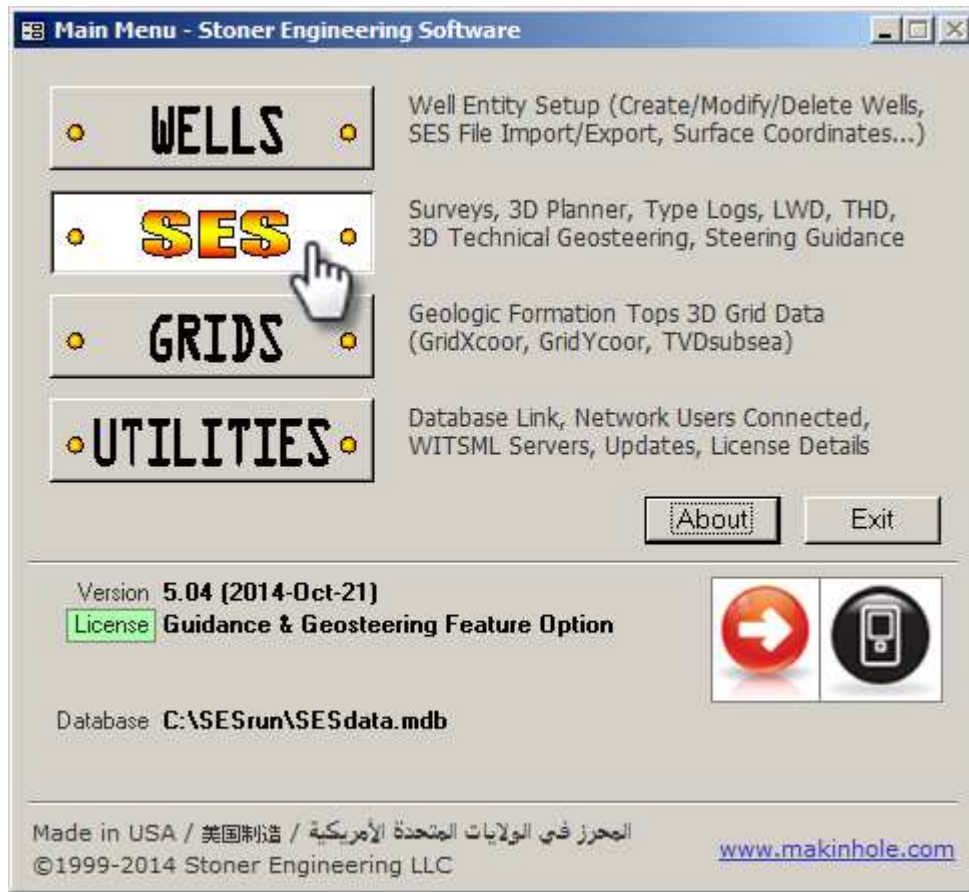 Main Menu - Stoner Engineering Software
WELLS
Well Entity Setup (Create/Modify/Delete Wells,
SES File Import/Export, Surface Coordinates...)
SES
Surveys, 3D Planner, Type Logs, LWD, THD,
3D Technical Geosteering, Steering Guidance
GRIDS
Geologic Formation Tops 3D Grid Data
(GridXcoor, GridYcoor, TVDsubsea)
UTILITIES
Database Link, Network Users Connected,
WITSML Servers, Updates, License Details
About
Exit
Version 5.04 (2014-Oct-21)
License Guidance & Geosteering Feature Option
Database C:\SESrun\SESdata.mdb
Made in USA / 美国制造 / المحرز في الولايات المتحدة الأمريكية
©1999-2014 Stoner Engineering LLC
www.makinhole.com